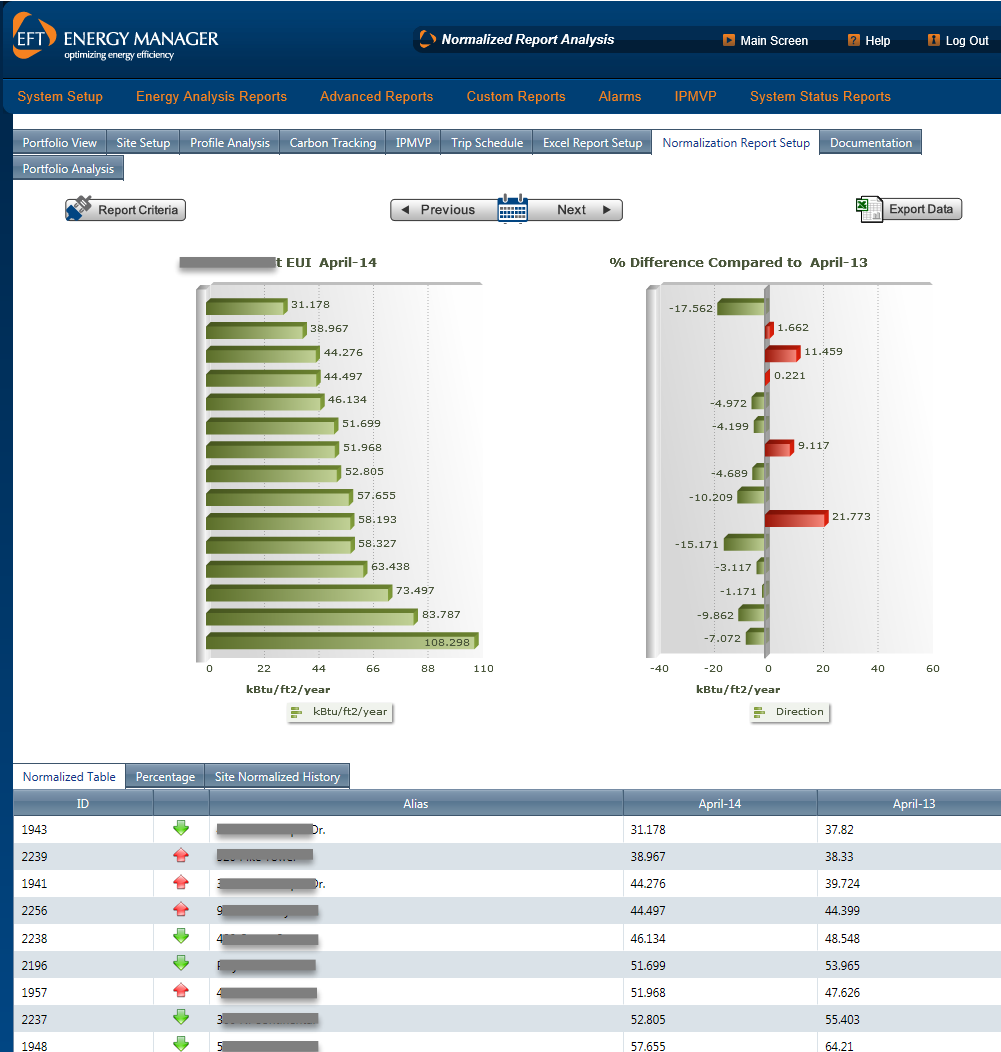 EFT ENERGY MANAGER
optimizing energy efficiency
Normalized Report Analysis
Main Screen
? Help
Log Out
System Setup Energy Analysis Reports Advanced Reports Custom Reports Alarms IPMVP System Status Reports
Portfolio View Site Setup Profile Analysis Carbon Tracking IPMVP Trip Schedule Excel Report Setup Normalization Report Setup Documentation
Portfolio Analysis
Report Criteria
Previous Next
Export Data
t EUI April-14
31.178
38.967
44.276
44.497
46.134
51.699
51.968
52.805
57.655
58.193
58.327
63.438
73.497
83.787
108.298
0 22 44 66 88 110
kBtu/ft2/year
kBtu/ft2/year
% Difference Compared to April-13
-17.562
1.662
11.459
0.221
-4.972
-4.199
9.117
-4.689
-10.209
21.773
-15.171
-3.117
-1.171
-9.862
-7.072
-40 -20 0 20 40 60
kBtu/ft2/year
Direction
Normalized Table Percentage Site Normalized History
ID Alias April-14 April-13
1943 Dr. 31.178 37.82
2239 38.967 38.33
1941 Dr. 44.276 39.724
2256 9 44.497 44.399
2238 4 46.134 48.548
2196 51.699 53.965
1957 4 51.968 47.626
2237 3 52.805 55.403
1948 5 57.655 64.21